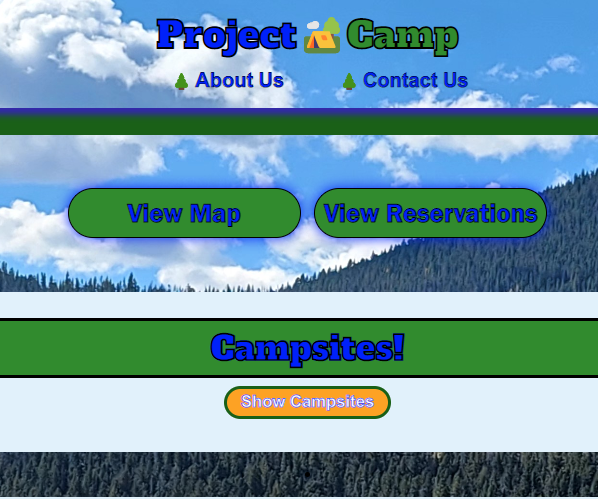 Project Camp
About Us Contact Us
View Map View Reservations
Campsites!
Show Campsites